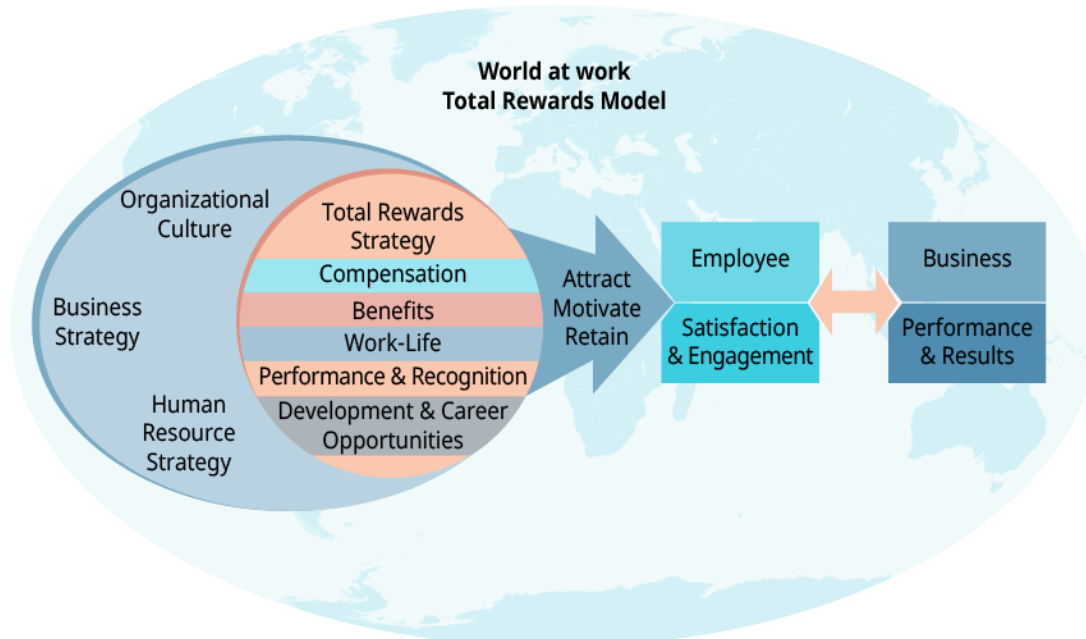 World at work
Total Rewards Model
Organizational
Culture
Business
Strategy
Human
Resource
Strategy
Total Rewards
Strategy
Compensation
Benefits
Work-Life
Performance & Recognition
Development & Career
Opportunities
Attract
Motivate
Retain
Employee
Satisfaction
& Engagement
Business
Performance
& Results